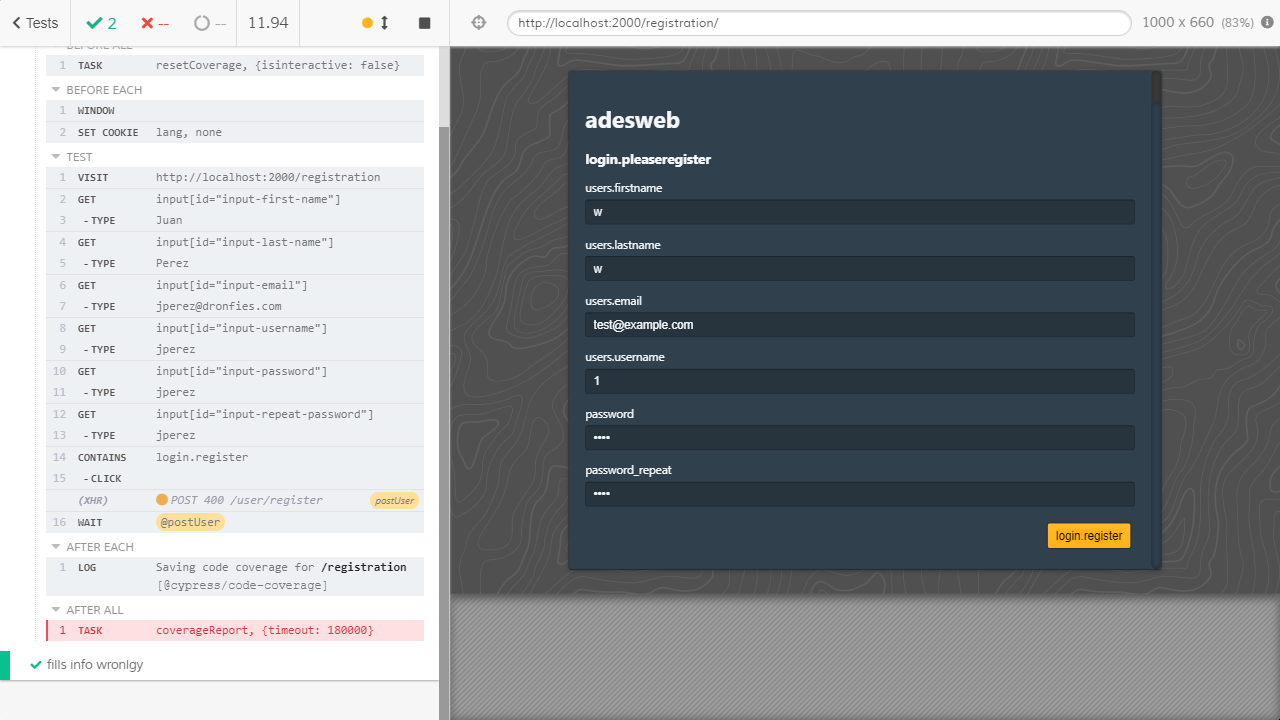 Tests
2
--
--
11.94
http://localhost:2000/registration/
1000 x 660 (83%)
BEFORE ALL
1 TASK resetCoverage, {isinteractive: false}
BEFORE EACH
1 WINDOW
2 SET COOKIE lang, none
TEST
1 VISIT http://localhost:2000/registration
2 GET input[id="input-first-name"]
3 -TYPE Juan
4 GET input[id="input-last-name"]
5 -TYPE Perez
6 GET input[id="input-email"]
7 -TYPE jperez@dronfies.com
8 GET input[id="input-username"]
9 -TYPE jperez
10 GET input[id="input-password"]
11 -TYPE jperez
12 GET input[id="input-repeat-password"]
13 -TYPE jperez
14 CONTAINS login.register
15 -CLICK
(XHR) POST 400 /user/register postUser
16 WAIT @postUser
AFTER EACH
1 LOG Saving code coverage for /registration
[@cypress/code-coverage]
AFTER ALL
1 TASK coverageReport, {timeout: 180000}
fills info wronlgy
adesweb
login.pleaseregister
users.firstname
w
users.lastname
w
users.email
test@example.com
users.username
1
password
••••
password_repeat
••••
login.register